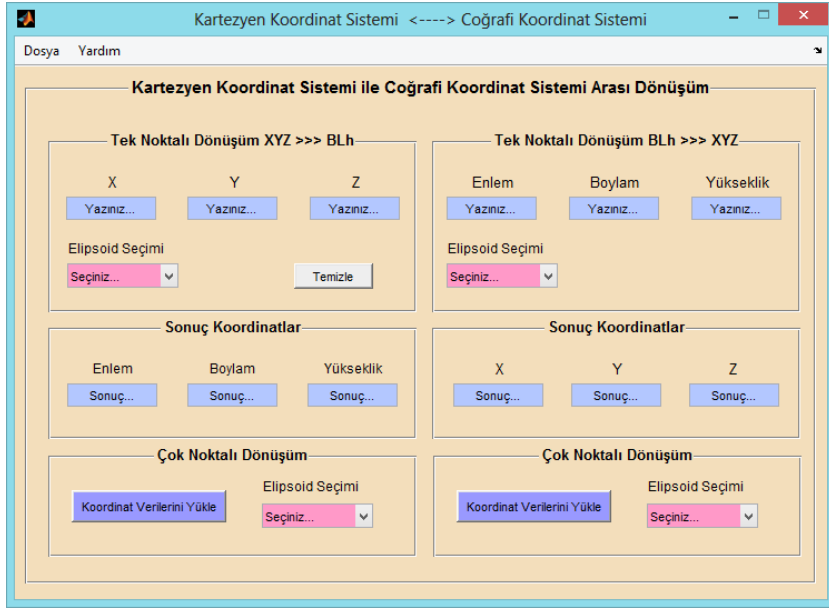 Kartezyen Koordinat Sistemi <----> Coğrafi Koordinat Sistemi
Dosya Yardım
Kartezyen Koordinat Sistemi ile Coğrafi Koordinat Sistemi Arası Dönüşüm
Tek Noktalı Dönüşüm XYZ >>> BLh
X Y Z
Yazınız... Yazınız... Yazınız...
Elipsoid Seçimi
Seçiniz... Temizle
Sonuç Koordinatlar
Enlem Boylam Yükseklik
Sonuç... Sonuç... Sonuç...
Çok Noktalı Dönüşüm
Elipsoid Seçimi
Koordinat Verilerini Yükle Seçiniz...
Tek Noktalı Dönüşüm BLh >>> XYZ
Enlem Boylam Yükseklik
Yazınız... Yazınız... Yazınız...
Elipsoid Seçimi
Seçiniz...
Sonuç Koordinatlar
X Y Z
Sonuç... Sonuç... Sonuç...
Çok Noktalı Dönüşüm
Elipsoid Seçimi
Koordinat Verilerini Yükle Seçiniz...